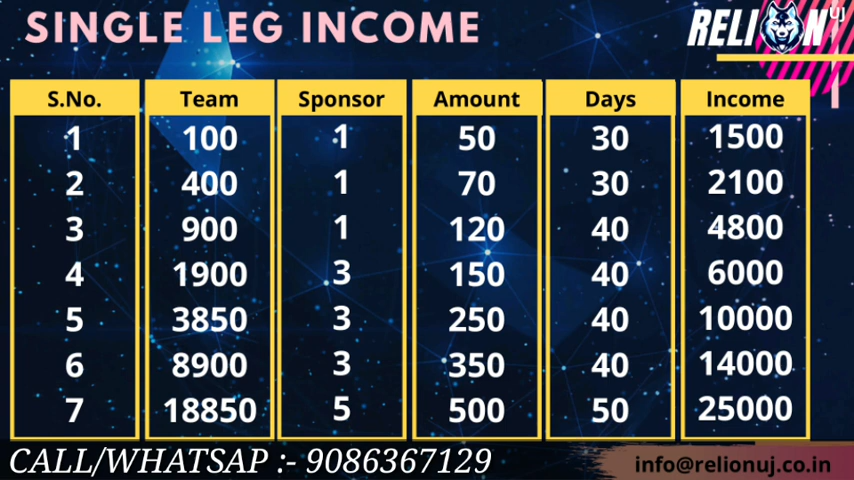 SINGLE LEG INCOME
RELION UJ
S.No. Team Sponsor Amount Days Income
1 100 1 50 30 1500
2 400 1 70 30 2100
3 900 1 120 40 4800
4 1900 3 150 40 6000
5 3850 3 250 40 10000
6 8900 3 350 40 14000
7 18850 5 500 50 25000
CALL/WHATSAP :- 9086367129
info@relionuj.co.in